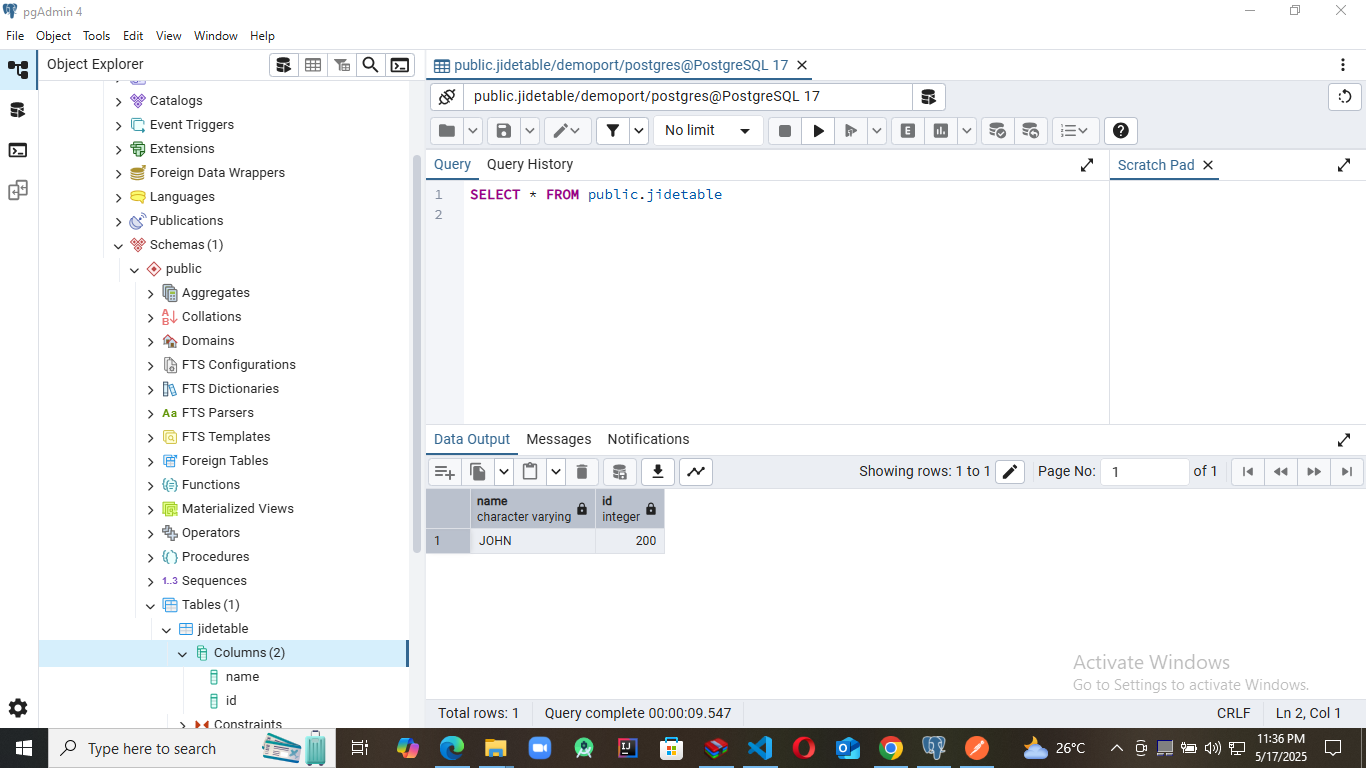 pgAdmin 4
File Object Tools Edit View Window Help
Object Explorer
Catalogs
Event Triggers
Extensions
Foreign Data Wrappers
Languages
Publications
Schemas (1)
public
Aggregates
Collations
Domains
FTS Configurations
FTS Dictionaries
Aa FTS Parsers
FTS Templates
Foreign Tables
Functions
Materialized Views
Operators
Procedures
1..3 Sequences
Tables (1)
jidetable
Columns (2)
name
id
Constraints
public.jidetable/demoport/postgres@PostgreSQL 17
public.jidetable/demoport/postgres@PostgreSQL 17
No limit
E
Query Query History
Scratch Pad
1 SELECT * FROM public.jidetable
2
Data Output Messages Notifications
Showing rows: 1 to 1 Page No: 1 of 1
name id
character varying integer
1 JOHN 200
Activate Windows
Go to Settings to activate Windows.
Total rows: 1 Query complete 00:00:09.547 CRLF Ln 2, Col 1
Type here to search
26°C
11:36 PM
5/17/2025